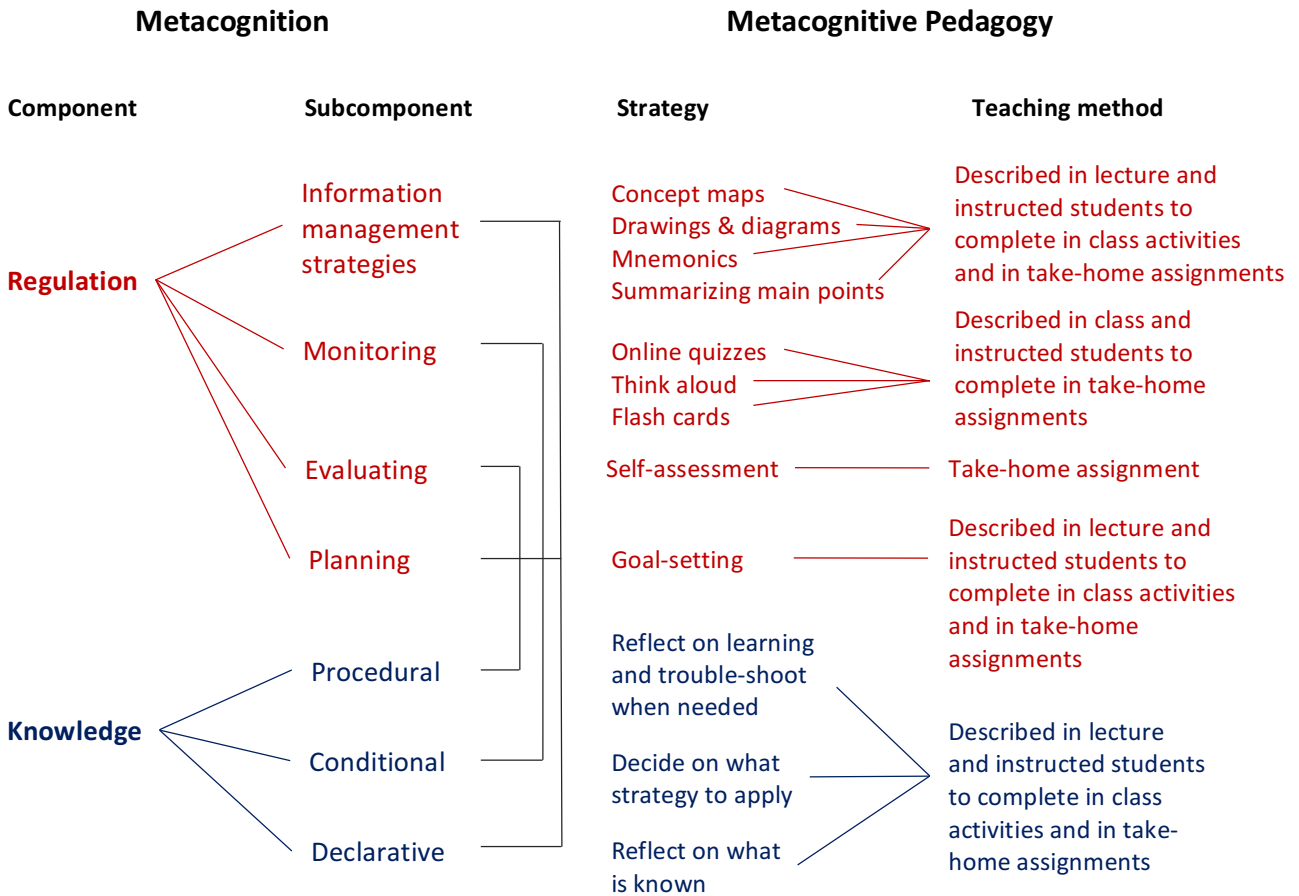 Metacognition
Metacognitive Pedagogy
Component
Subcomponent
Strategy
Teaching method
Regulation
Information
management
strategies
Monitoring
Evaluating
Planning
Knowledge
Procedural
Conditional
Declarative
Concept maps
Drawings & diagrams
Mnemonics
Summarizing main points
Online quizzes
Think aloud
Flash cards
Self-assessment
Goal-setting
Reflect on learning
and trouble-shoot
when needed
Decide on what
strategy to apply
Reflect on what
is known
Described in lecture and
instructed students to
complete in class activities
and in take-home assignments
Described in class and
instructed students to
complete in take-home
assignments
Take-home assignment
Described in lecture and
instructed students to
complete in class activities
and in take-home
assignments
Described in lecture
and instructed students
to complete in class
activities and in take-
home assignments